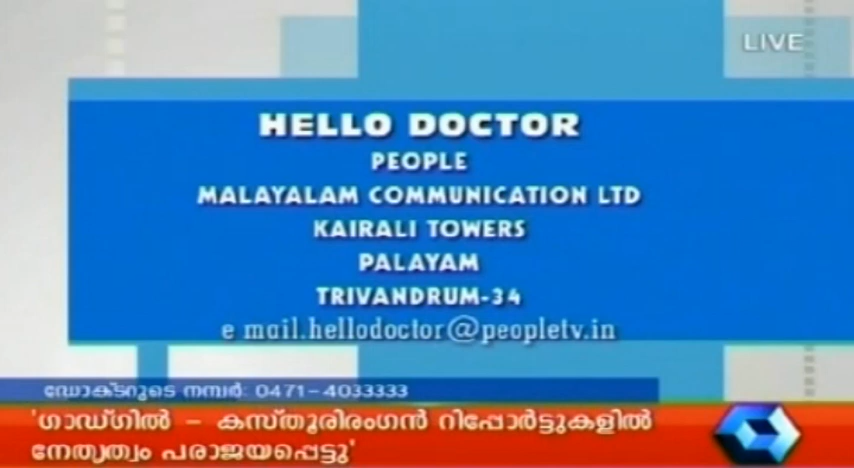 LIVE
HELLO DOCTOR
PEOPLE
MALAYALAM COMMUNICATION LTD
KAIRALI TOWERS
PALAYAM
TRIVANDRUM-34
e mail.hellodoctor@peopletv.in
ഡോക്ടറുടെ നമ്പർ: 0471-4033333
'ഗാഡ്ഗിൽ - കസ്തൂരിരംഗൻ റിപ്പോർട്ടുകളിൽ
നേതൃത്വം പരാജയപ്പെട്ടു'